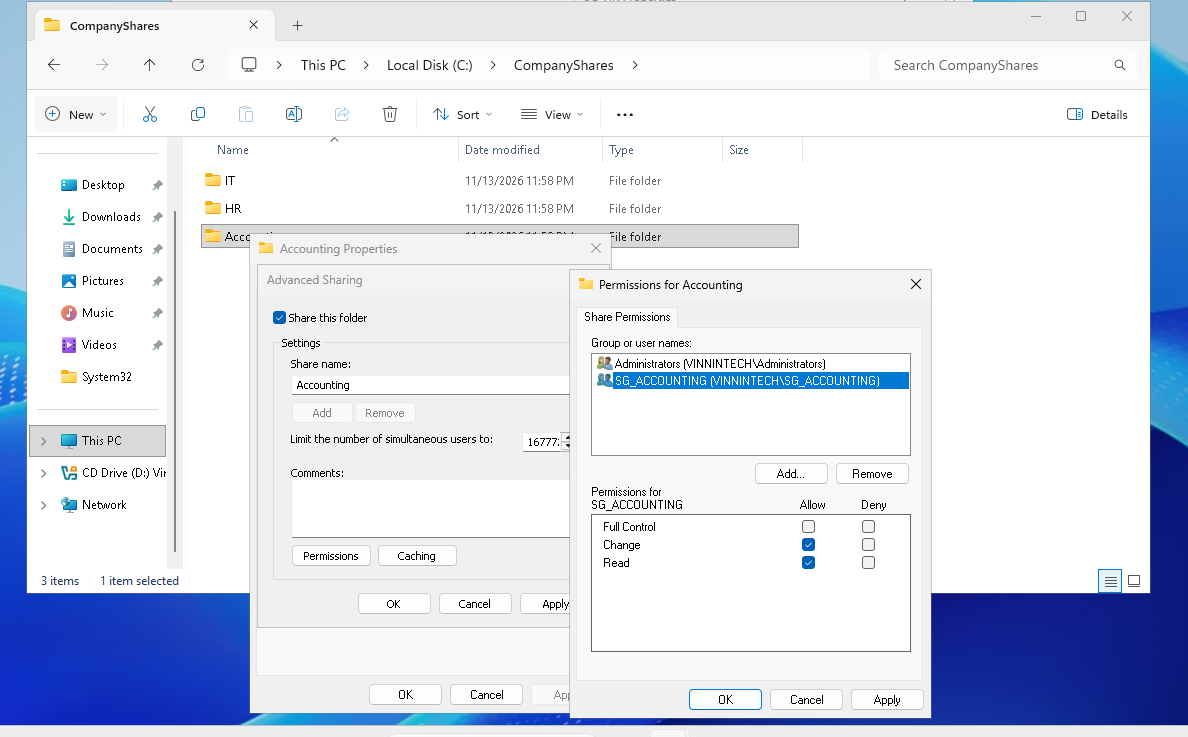 CompanyShares
This PC
Local Disk (C:)
CompanyShares
Search CompanyShares
New
Sort
View
Details
Name
Date modified
Type
Size
Desktop
Downloads
Documents
Pictures
Music
Videos
System32
This PC
CD Drive (D:)
Network
IT 11/13/2026 11:58 PM File folder
HR 11/13/2026 11:58 PM File folder
File folder
3 items 1 item selected
Accounting Properties
Advanced Sharing
Share this folder
Settings
Share name:
Accounting
Add Remove
Limit the number of simultaneous users to:
Comments:
Permissions Caching
OK Cancel Apply
OK Cancel
Permissions for Accounting
Share Permissions
Group or user names:
Administrators (VINNINTECH\Administrators)
SG_ACCOUNTING (VINNINTECH\SG_ACCOUNTING)
Add... Remove
Permissions for
SG_ACCOUNTING Allow Deny
Full Control
Change
Read
OK Cancel Apply